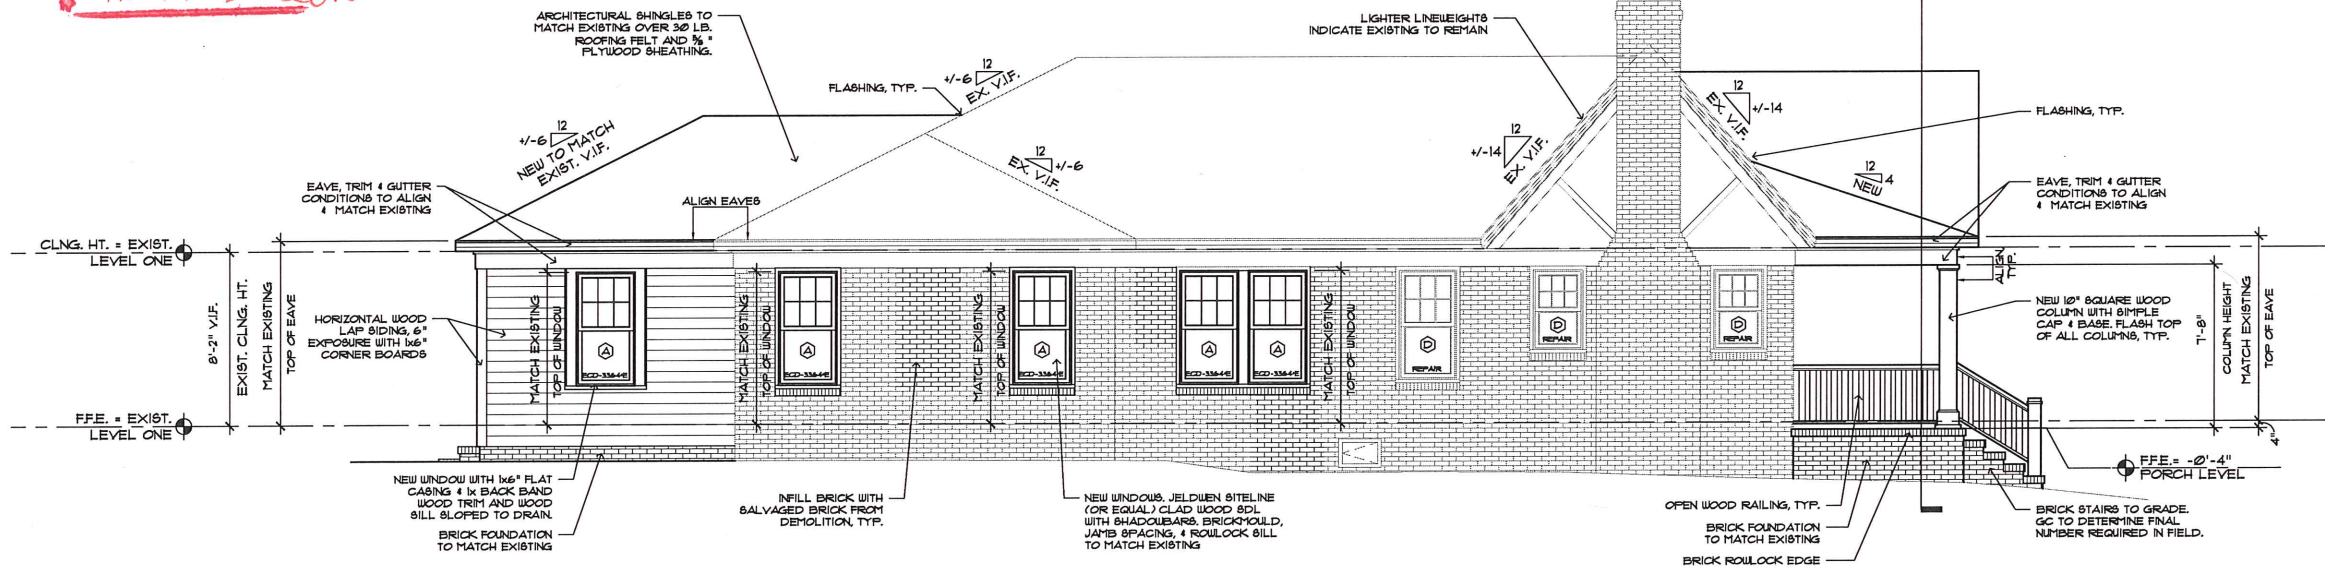 ARCHITECTURAL SHINGLES TO
MATCH EXISTING OVER 30 LB.
ROOFING FELT AND 5/8"
PLYWOOD SHEATHING.
LIGHTER LINEWEIGHTS
INDICATE EXISTING TO REMAIN
FLASHING, TYP.
12
+/-6
EX. V.I.F.
12
+/-6
NEW TO MATCH
EXIST. V.I.F.
12
+/-6
EX. V.I.F.
12
+/-14
EX. V.I.F.
12
+/-14
EX. V.I.F.
FLASHING, TYP.
12
4
NEW
EAVE, TRIM & GUTTER
CONDITIONS TO ALIGN
& MATCH EXISTING
ALIGN EAVES
EAVE, TRIM & GUTTER
CONDITIONS TO ALIGN
& MATCH EXISTING
CLNG. HT. = EXIST.
LEVEL ONE
ALIGN
TYP.
8'-2" V.I.F.
EXIST. CLNG. HT.
MATCH EXISTING
TOP OF EAVE
HORIZONTAL WOOD
LAP SIDING, 6"
EXPOSURE WITH 1x6"
CORNER BOARDS
MATCH EXISTING
TOP OF WINDOW
A
ECD-3364-E
MATCH EXISTING
TOP OF WINDOW
A
ECD-3364-E
MATCH EXISTING
TOP OF WINDOW
A
ECD-3364-E
A
ECD-3364-E
A
ECD-3364-E
MATCH EXISTING
TOP OF WINDOW
D
REPAIR
D
REPAIR
D
REPAIR
NEW 10" SQUARE WOOD
COLUMN WITH SIMPLE
CAP & BASE. FLASH TOP
OF ALL COLUMNS, TYP.
7'-8"
COLUMN HEIGHT
MATCH EXISTING
TOP OF EAVE
F.F.E. = EXIST.
LEVEL ONE
4"
F.F.E.= -0'-4"
PORCH LEVEL
NEW WINDOW WITH 1x6" FLAT
CASING & 1x BACK BAND
WOOD TRIM AND WOOD
SILL SLOPED TO DRAIN.
BRICK FOUNDATION
TO MATCH EXISTING
INFILL BRICK WITH
SALVAGED BRICK FROM
DEMOLITION, TYP.
NEW WINDOWS. JELDWEN SITELINE
(OR EQUAL) CLAD WOOD SDL
WITH SHADOWBARS. BRICKMOULD,
JAMB SPACING, & ROWLOCK SILL
TO MATCH EXISTING
OPEN WOOD RAILING, TYP.
BRICK FOUNDATION
TO MATCH EXISTING
BRICK ROWLOCK EDGE
BRICK STAIRS TO GRADE.
GC TO DETERMINE FINAL
NUMBER REQUIRED IN FIELD.